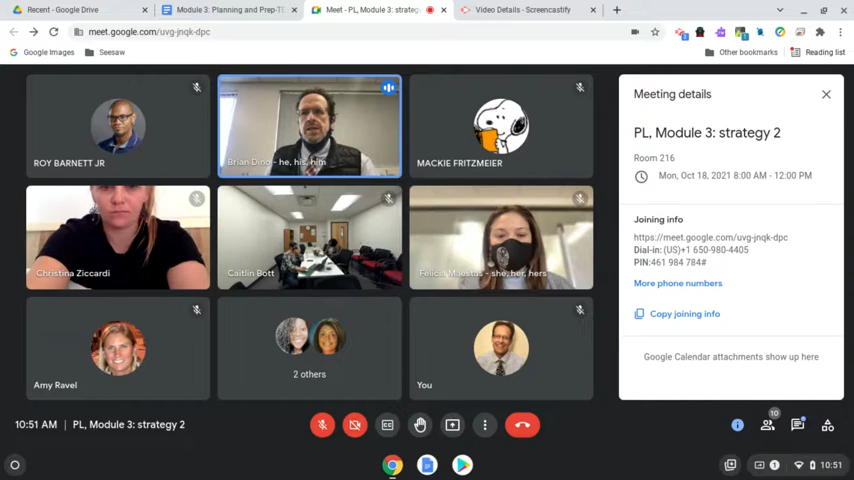 Recent - Google Drive
Module 3: Planning and Prep-TE
Meet - PL, Module 3: strateg
Video Details - Screencastify
meet.google.com/uvg-jnqk-dpc
Google Images
Seesaw
Other bookmarks
Reading list
ROY BARNETT JR
Brian Dino - he, his, him
MACKIE FRITZMEIER
Christina Ziccardi
Caitlin Bott
Felicia Maestas - she, her, hers
Amy Ravel
2 others
You
Meeting details
PL, Module 3: strategy 2
Room 216
Mon, Oct 18, 2021 8:00 AM - 12:00 PM
Joining info
https://meet.google.com/uvg-jnqk-dpc
Dial-in: (US)+1 650-980-4405
PIN:461 984 784#
More phone numbers
Copy joining info
Google Calendar attachments show up here
10:51 AM | PL, Module 3: strategy 2
10
1
10:51